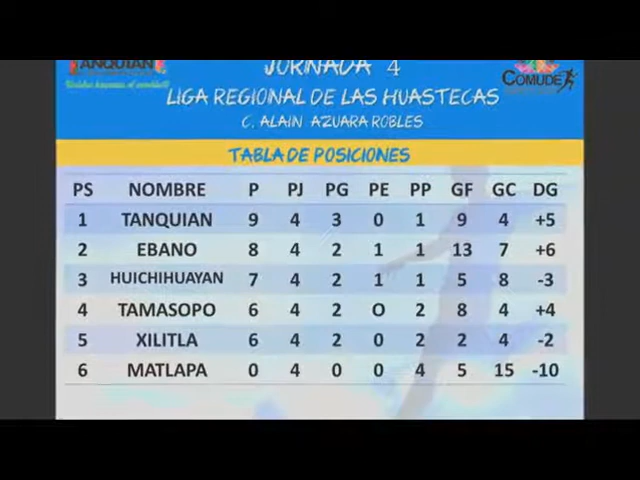 TANQUIAN
JORNADA 4
COMUDE
LIGA REGIONAL DE LAS HUASTECAS
C. ALAIN AZUARA ROBLES
TABLA DE POSICIONES
PS NOMBRE P PJ PG PE PP GF GC DG
1 TANQUIAN 9 4 3 0 1 9 4 +5
2 EBANO 8 4 2 1 1 13 7 +6
3 HUICHIHUAYAN 7 4 2 1 1 5 8 -3
4 TAMASOPO 6 4 2 O 2 8 4 +4
5 XILITLA 6 4 2 0 2 2 4 -2
6 MATLAPA 0 4 0 0 4 5 15 -10